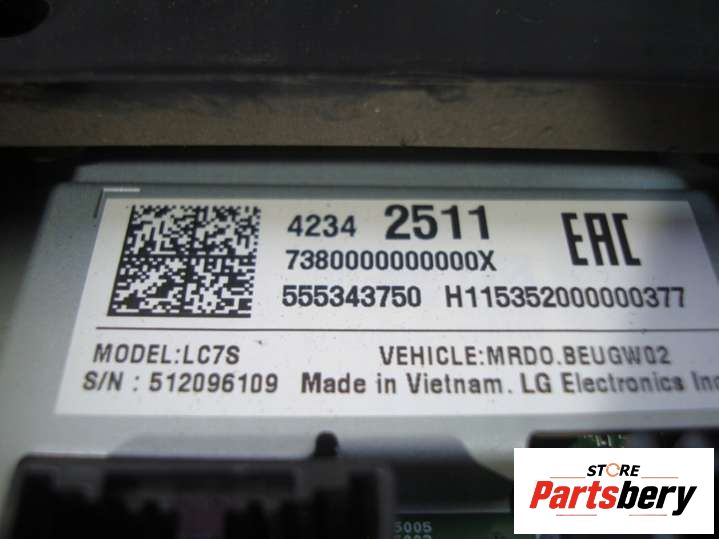 4234 2511 EAC
7380000000000X
555343750 H115352000000377
MODEL:LC7S VEHICLE:MRDO.BEUGW02
S/N : 512096109 Made in Vietnam. LG Electronics Inc
5005
STORE
Partsbery